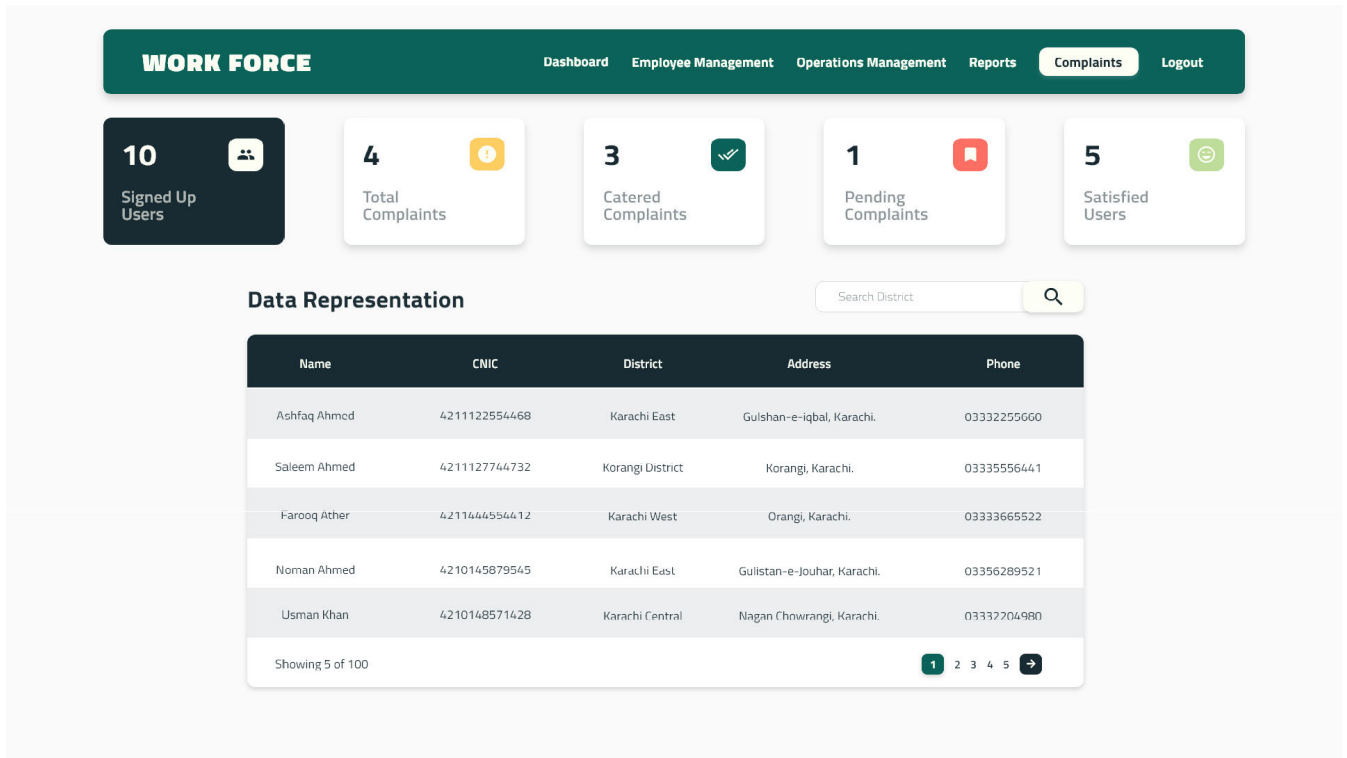 WORK FORCE
Dashboard Employee Management Operations Management Reports Complaints Logout
10
Signed Up
Users
4
Total
Complaints
3
Catered
Complaints
1
Pending
Complaints
5
Satisfied
Users
Data Representation
Search District
Name CNIC District Address Phone
Ashfaq Ahmed 4211122554468 Karachi East Gulshan-e-iqbal, Karachi. 03332255660
Saleem Ahmed 4211127744732 Korangi District Korangi, Karachi. 03335556441
Farooq Ather 4211444554412 Karachi West Orangi, Karachi. 03333665522
Noman Ahmed 4210145879545 Karachi East Gulistan-e-Jouhar, Karachi. 03356289521
Usman Khan 4210148571428 Karachi Central Nagan Chowrangi, Karachi. 03332204980
Showing 5 of 100
1 2 3 4 5